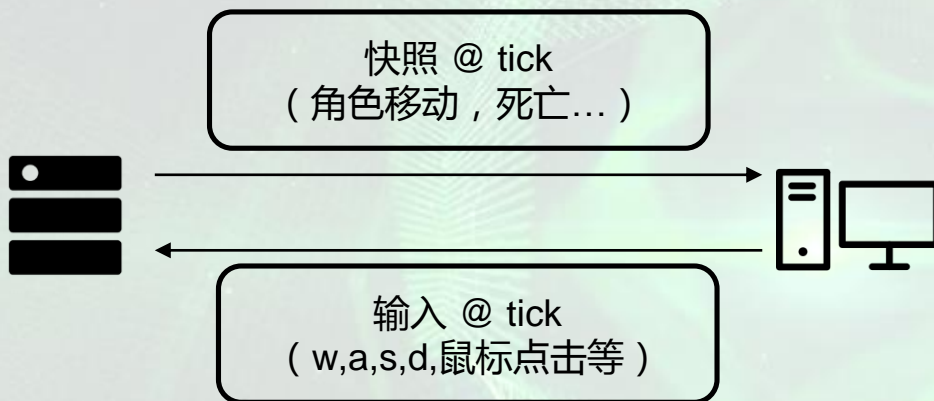 快照 @ tick
（角色移动，死亡…）
输入 @ tick
（w,a,s,d,鼠标点击等）